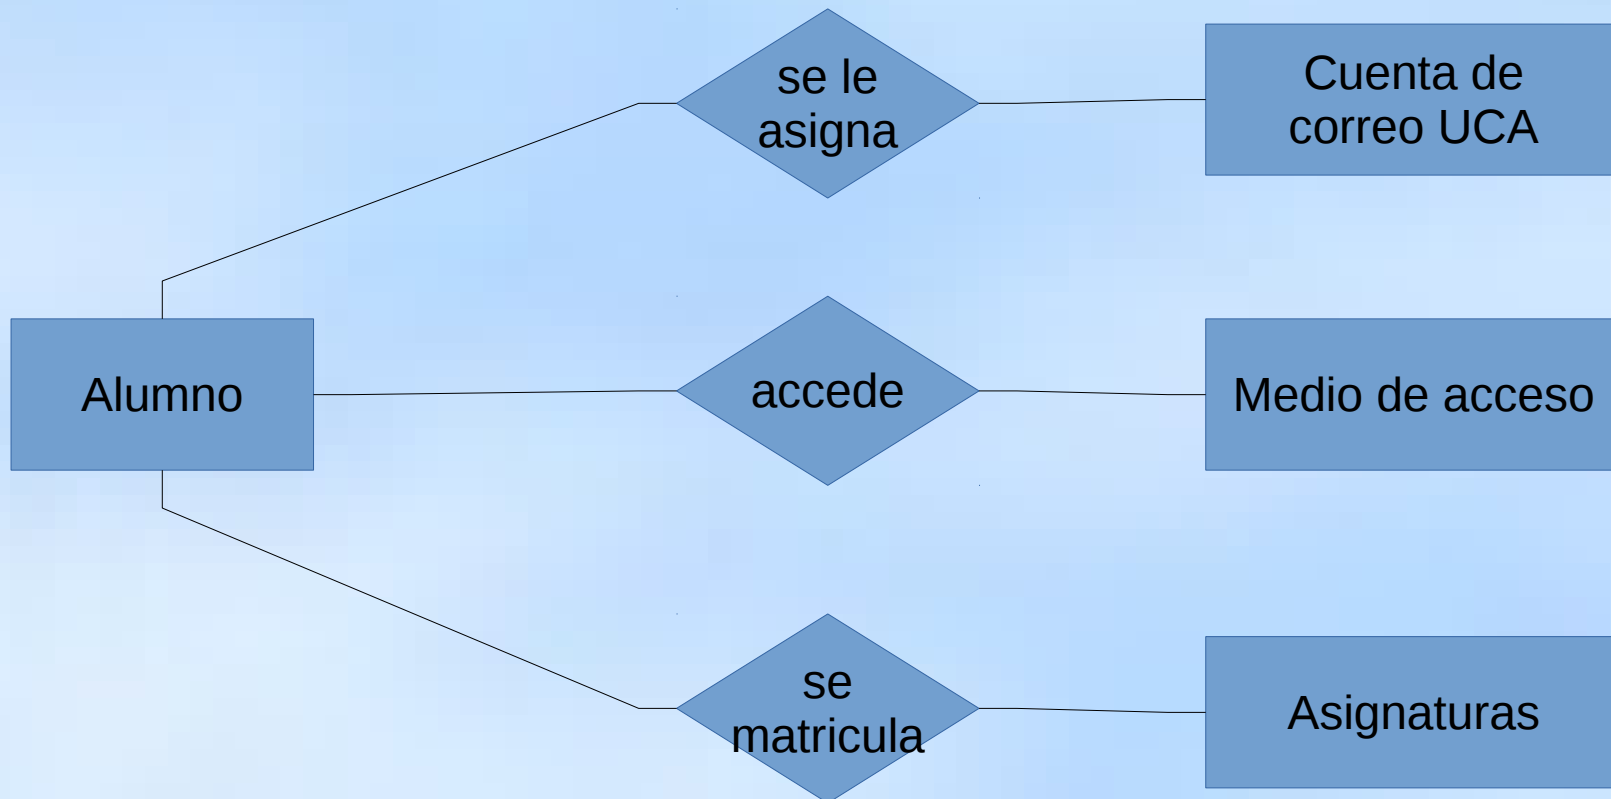 se le
asigna
Cuenta de
correo UCA
Alumno
accede
Medio de acceso
se
matricula
Asignaturas